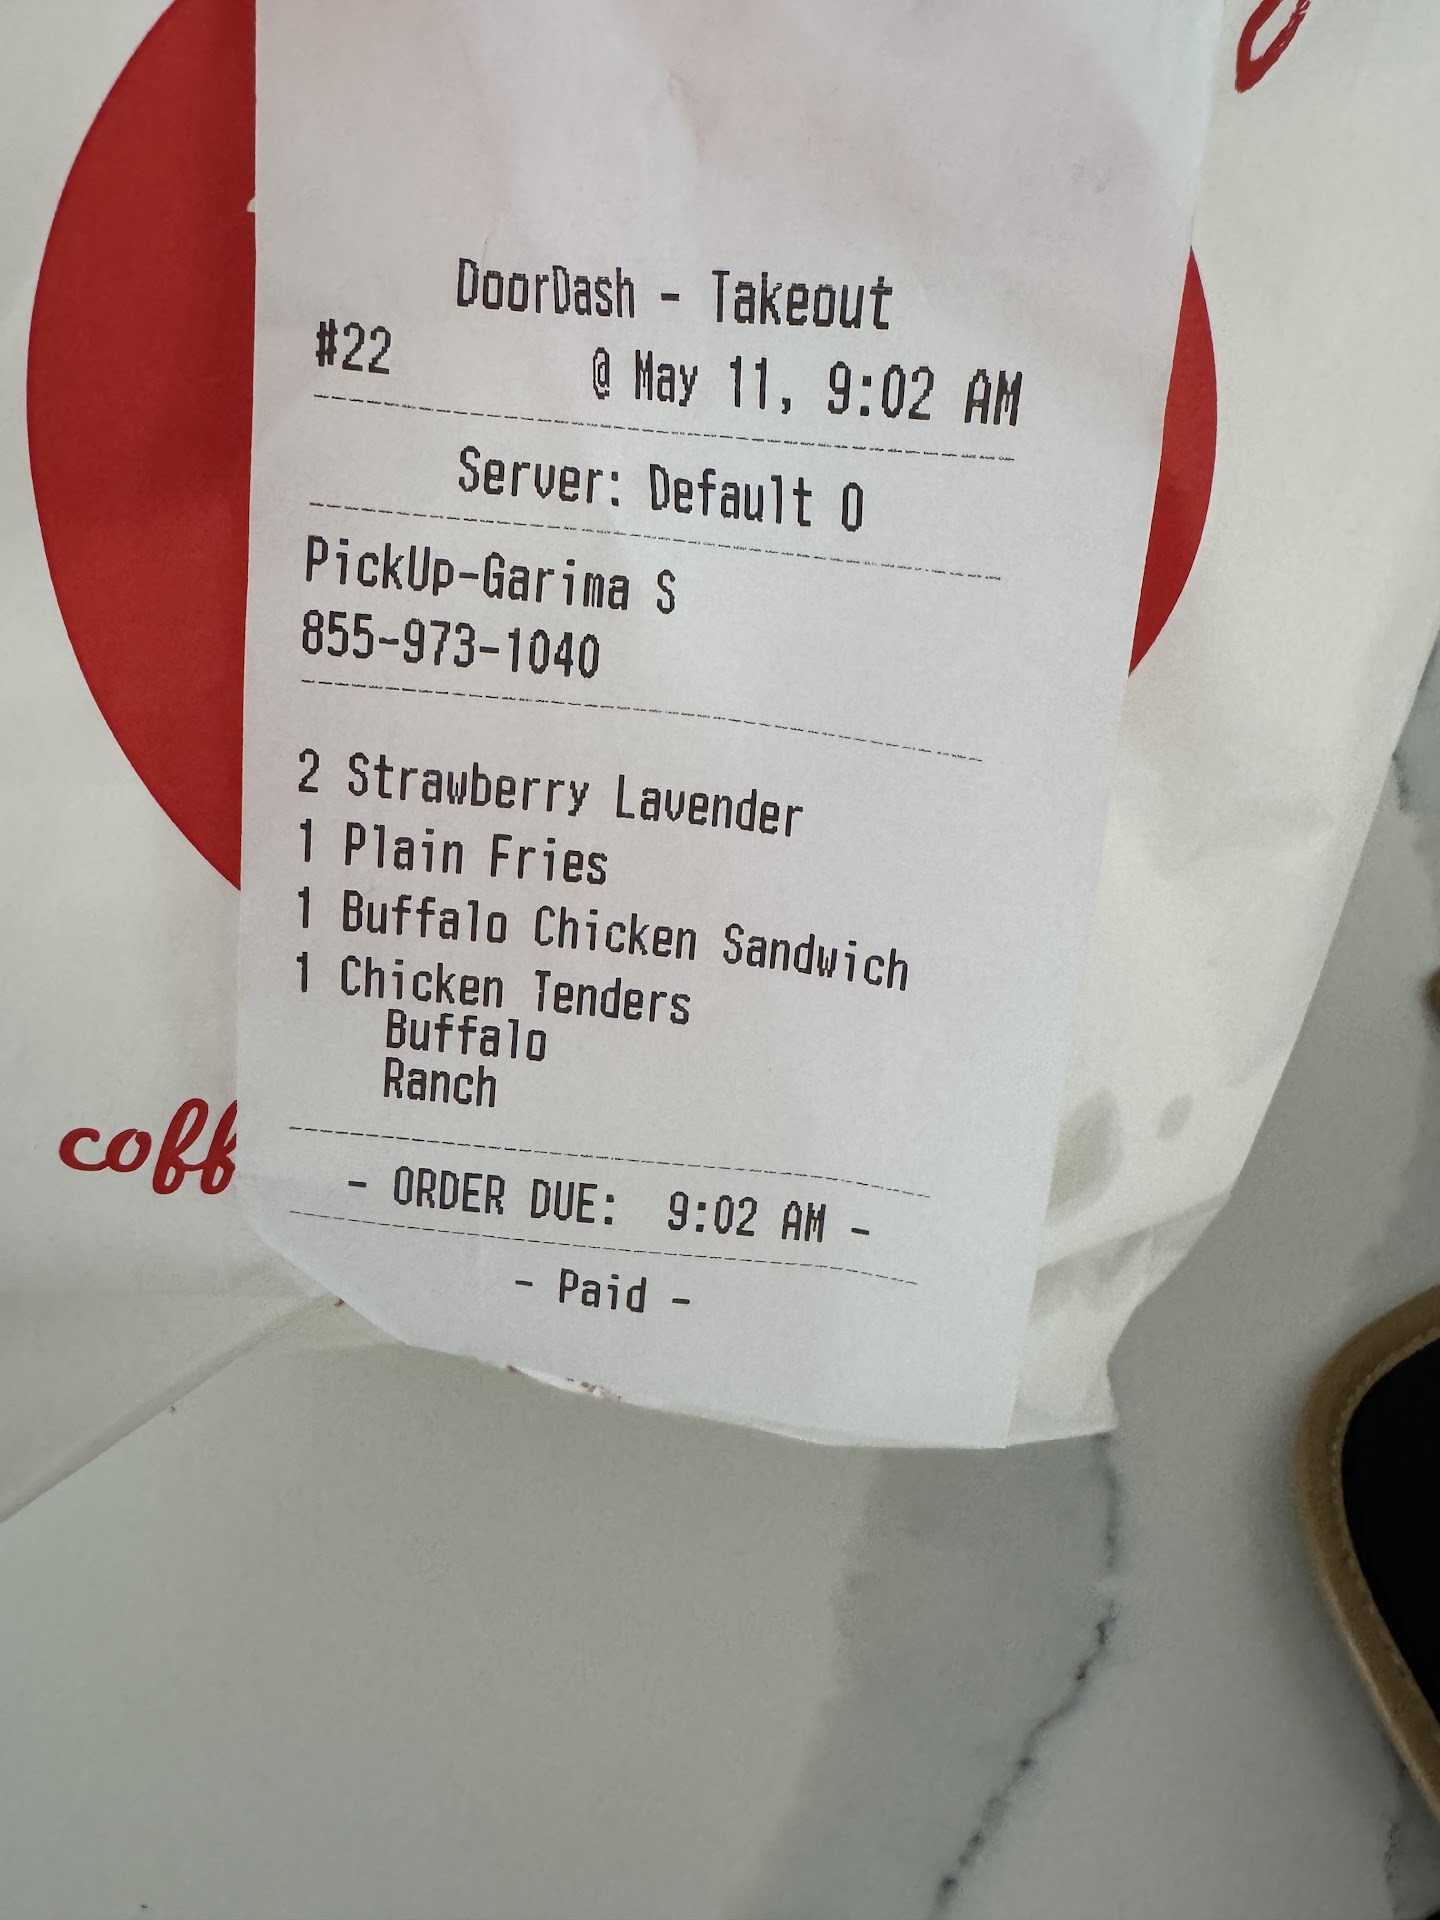 DoorDash - Takeout
#22 @ May 11, 9:02 AM
Server: Default O
PickUp-Garima S
855-973-1040
2 Strawberry Lavender
1 Plain Fries
1 Buffalo Chicken Sandwich
1 Chicken Tenders
Buffalo
Ranch
- ORDER DUE: 9:02 AM -
- Paid -
coff